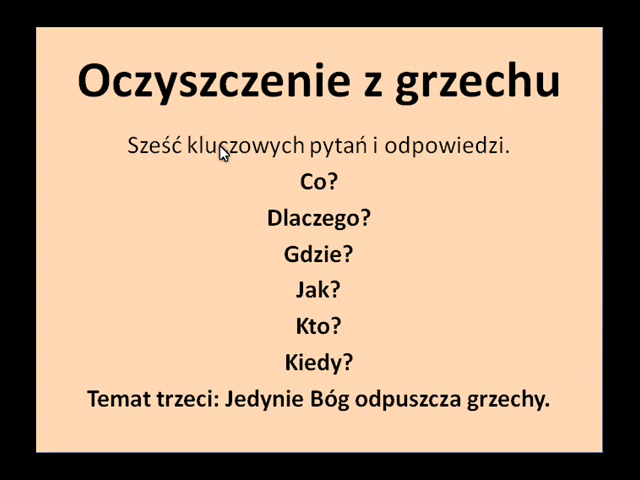 Oczyszczenie z grzechu
Sześć kluczowych pytań i odpowiedzi.
Co?
Dlaczego?
Gdzie?
Jak?
Kto?
Kiedy?
Temat trzeci: Jedynie Bóg odpuszcza grzechy.